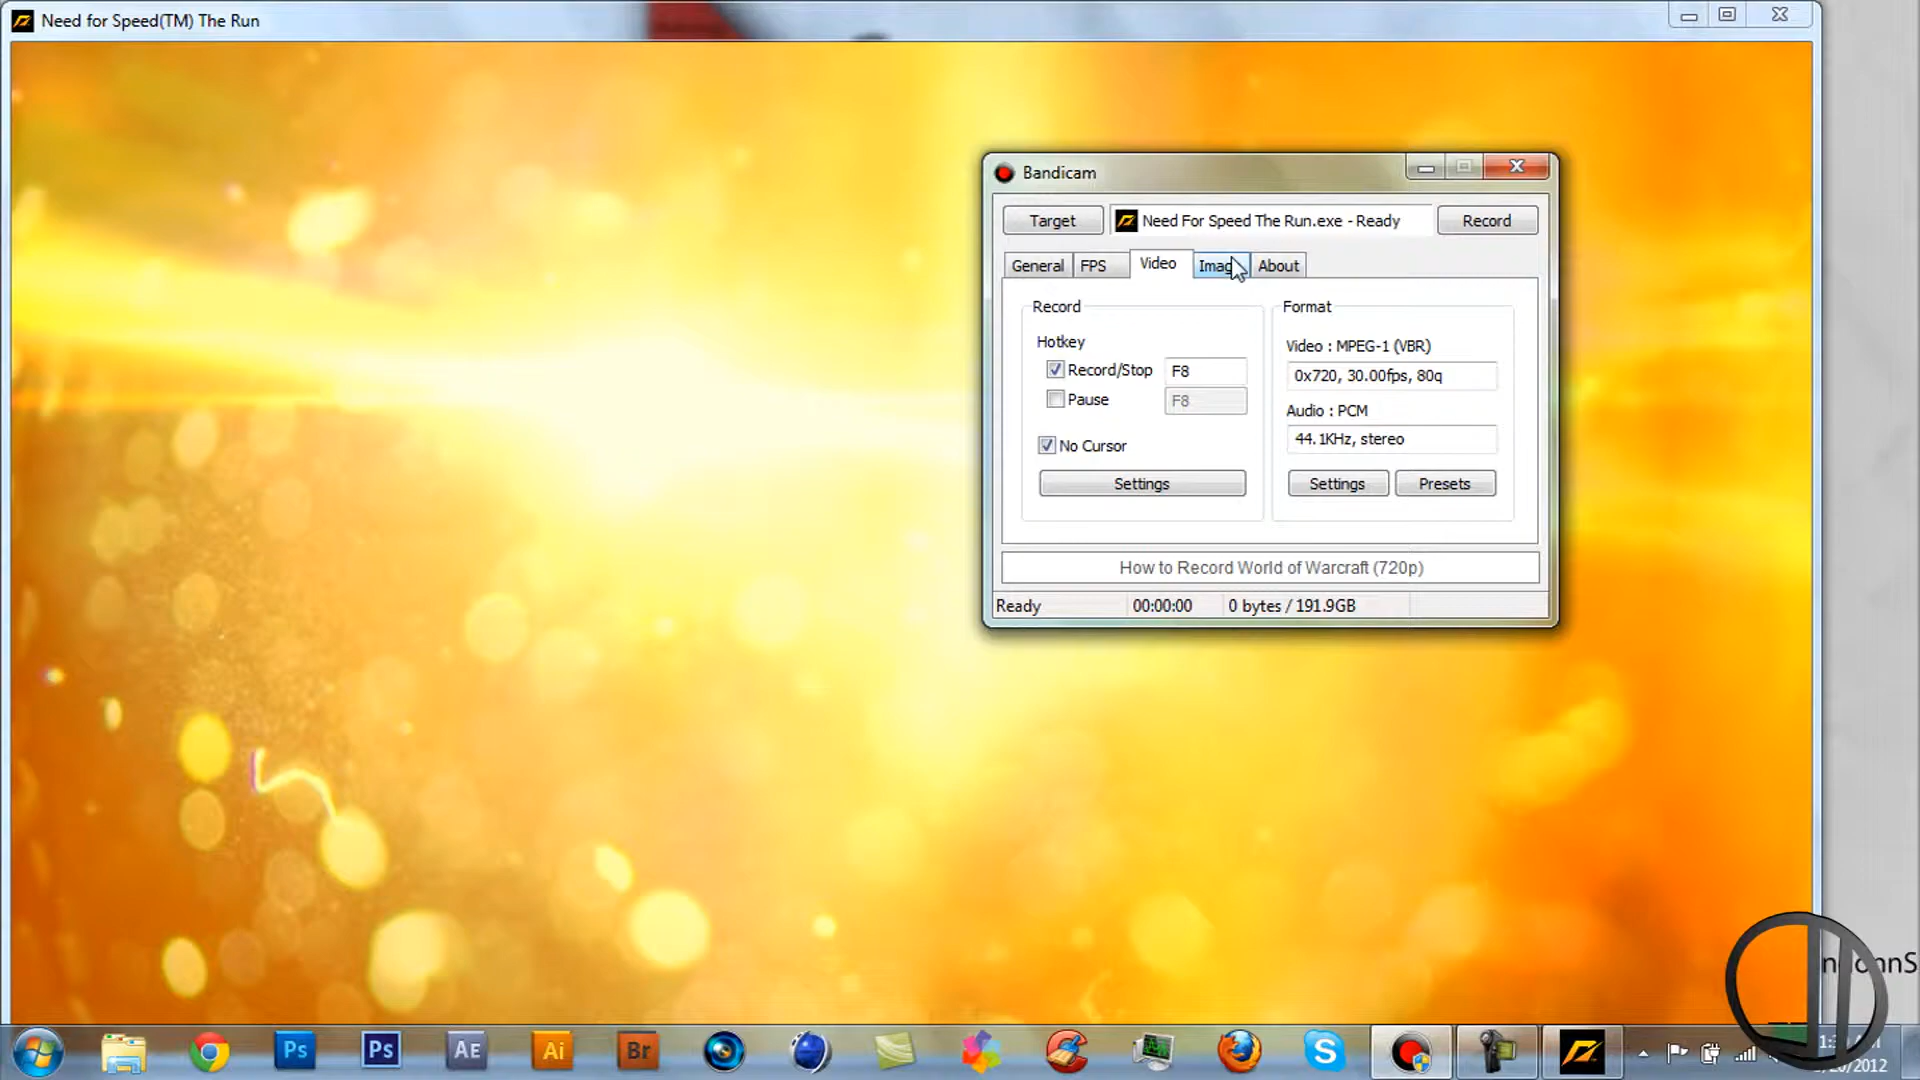 Need for Speed(TM) The Run
Bandicam
Target
Need For Speed The Run.exe - Ready
Record
General
FPS
Video
About
Record
Hotkey
Record/Stop
F8
Pause
F8
No Cursor
Settings
Format
Video : MPEG-1 (VBR)
0x720, 30.00fps, 80q
Audio : PCM
44.1KHz, stereo
Settings
Presets
How to Record World of Warcraft (720p)
Ready
00:00:00
0 bytes / 191.9GB
Ps
Ps
AE
Ai
Br